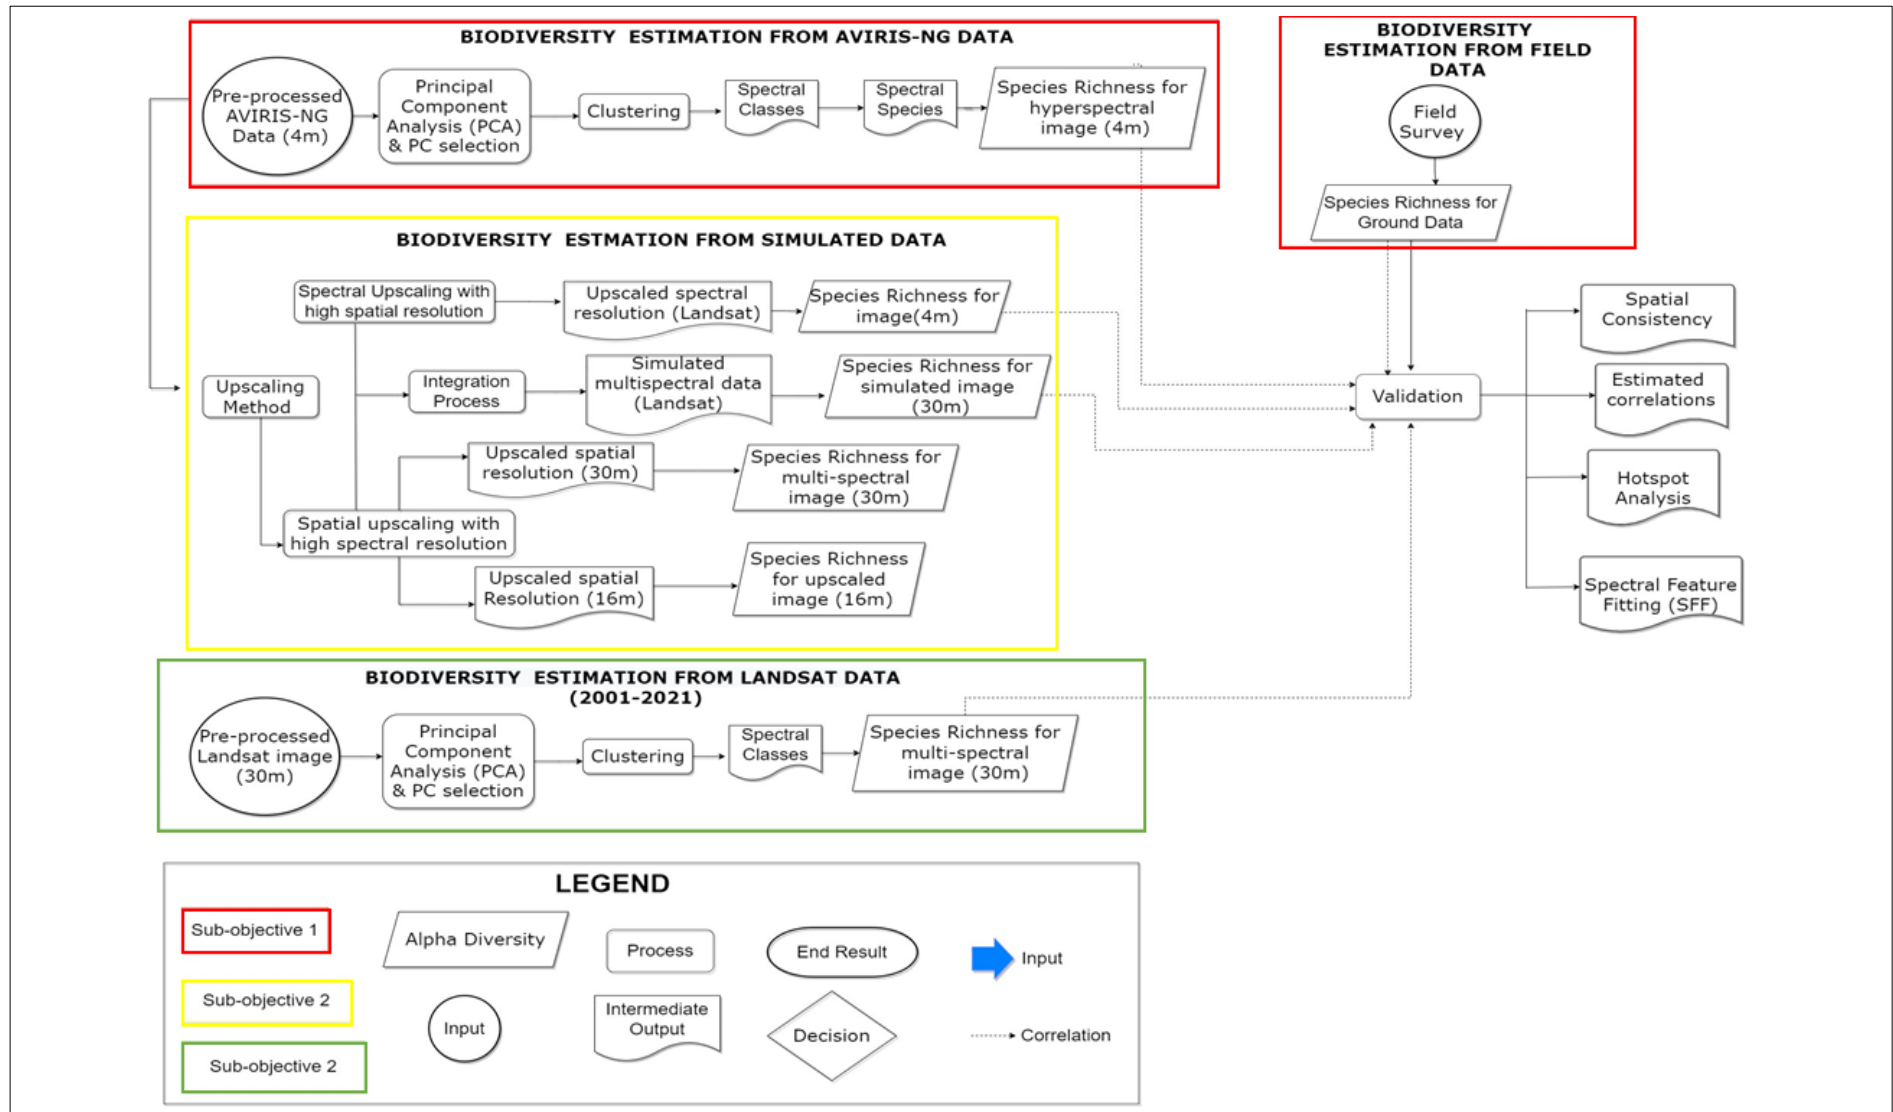 BIODIVERSITY ESTIMATION FROM AVIRIS-NG DATA
Pre-processed
AVIRIS-NG
Data (4m)
Principal
Component
Analysis (PCA)
& PC selection
Clustering
Spectral
Classes
Spectral
Species
Species Richness for
hyperspectral
image (4m)
BIODIVERSITY
ESTIMATION FROM FIELD
DATA
Field
Survey
Species Richness for
Ground Data
BIODIVERSITY ESTMATION FROM SIMULATED DATA
Upscaling
Method
Spectral Upscaling with
high spatial resolution
Upscaled spectral
resolution (Landsat)
Species Richness for
image(4m)
Integration
Process
Simulated
multispectral data
(Landsat)
Species Richness for
simulated image
(30m)
Upscaled spatial
resolution (30m)
Species Richness for
multi-spectral
image (30m)
Spatial upscaling with
high spectral resolution
Upscaled spatial
Resolution (16m)
Species Richness
for upscaled
image (16m)
Validation
Spatial
Consistency
Estimated
correlations
Hotspot
Analysis
Spectral Feature
Fitting (SFF)
BIODIVERSITY ESTIMATION FROM LANDSAT DATA
(2001-2021)
Pre-processed
Landsat image
(30m)
Principal
Component
Analysis (PCA)
& PC selection
Clustering
Spectral
Classes
Species Richness for
multi-spectral
image (30m)
LEGEND
Sub-objective 1
Alpha Diversity
Process
End Result
Input
Sub-objective 2
Input
Intermediate
Output
Decision
Correlation
Sub-objective 2